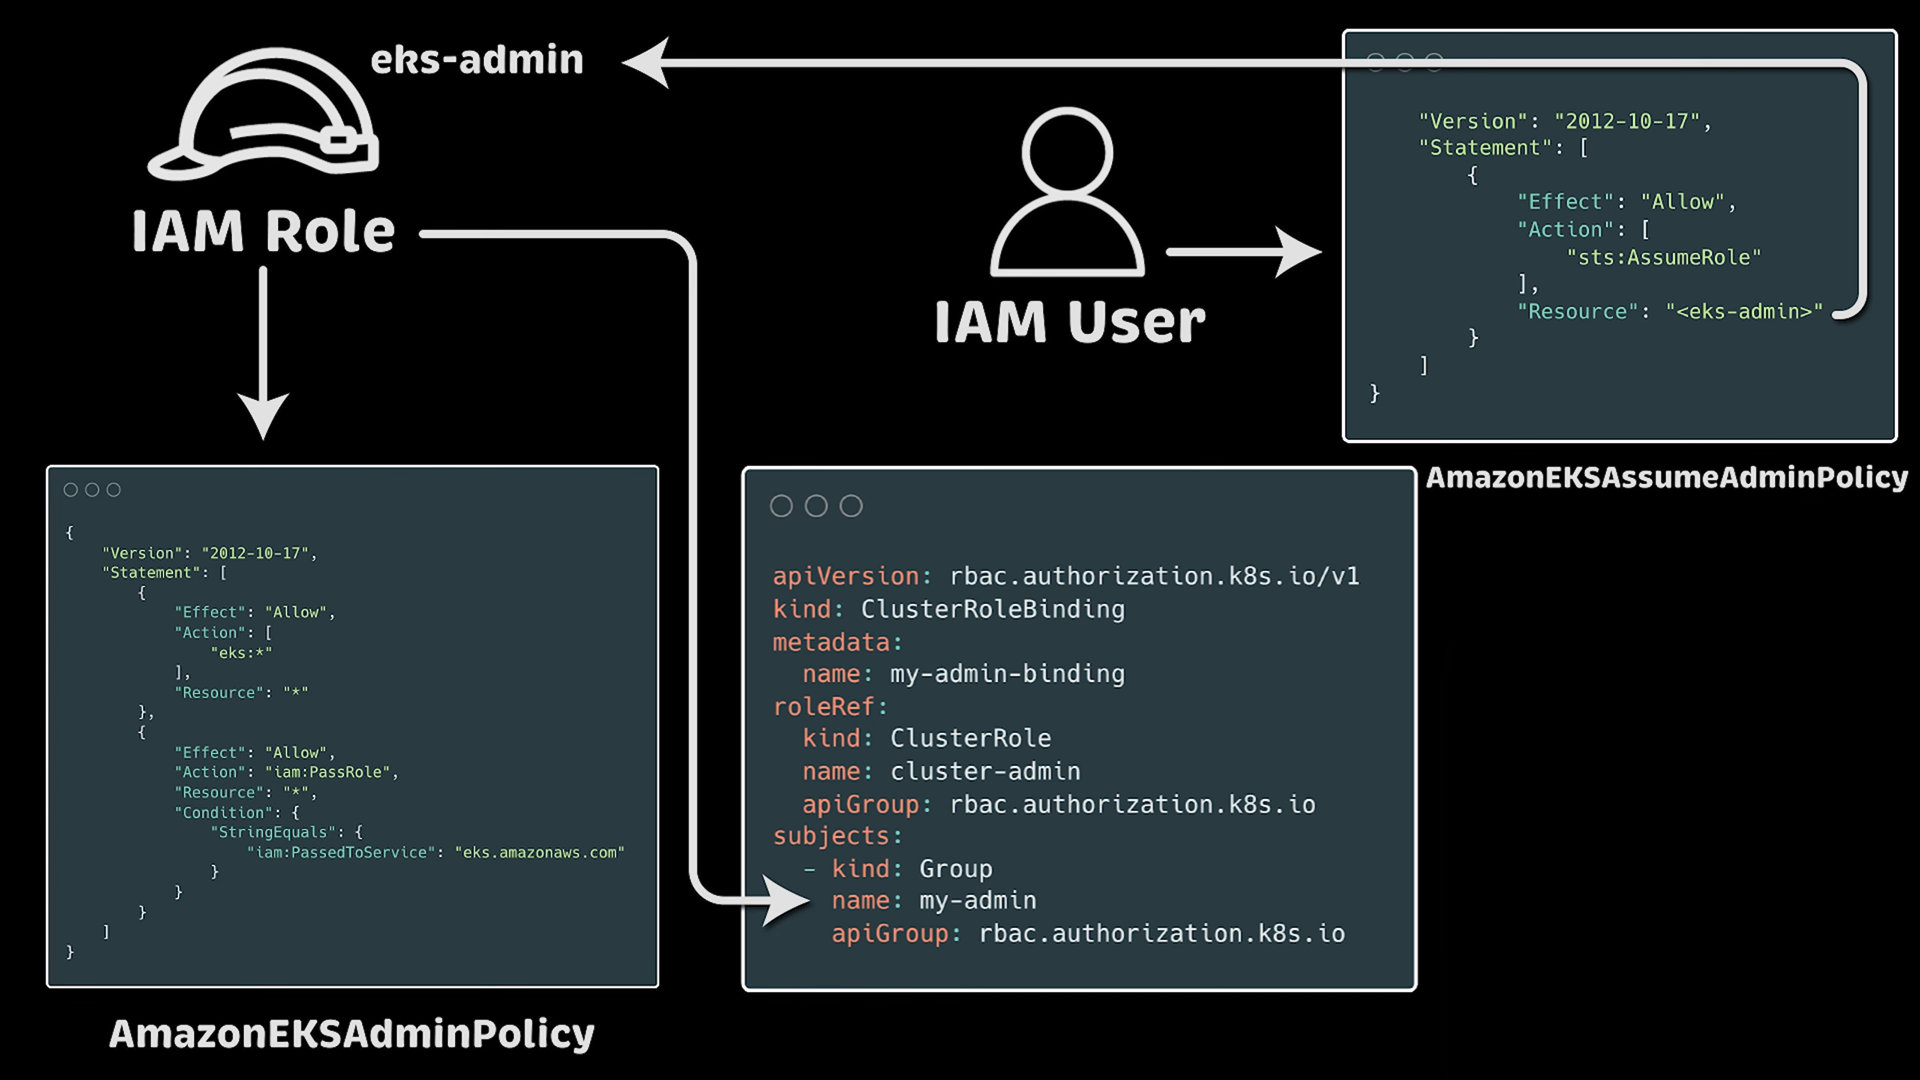 eks-admin
IAM Role
IAM User
"Version": "2012-10-17",
"Statement": [
{
"Effect": "Allow",
"Action": [
"sts:AssumeRole"
],
"Resource": "<eks-admin>"
}
]
}
AmazonEKSAssumeAdminPolicy
{
"Version": "2012-10-17",
"Statement": [
{
"Effect": "Allow",
"Action": [
"eks:*"
],
"Resource": "*"
},
{
"Effect": "Allow",
"Action": "iam:PassRole",
"Resource": "*",
"Condition": {
"StringEquals": {
"iam:PassedToService": "eks.amazonaws.com"
}
}
}
]
}
AmazonEKSAdminPolicy
apiVersion: rbac.authorization.k8s.io/v1
kind: ClusterRoleBinding
metadata:
name: my-admin-binding
roleRef:
kind: ClusterRole
name: cluster-admin
apiGroup: rbac.authorization.k8s.io
subjects:
- kind: Group
name: my-admin
apiGroup: rbac.authorization.k8s.io